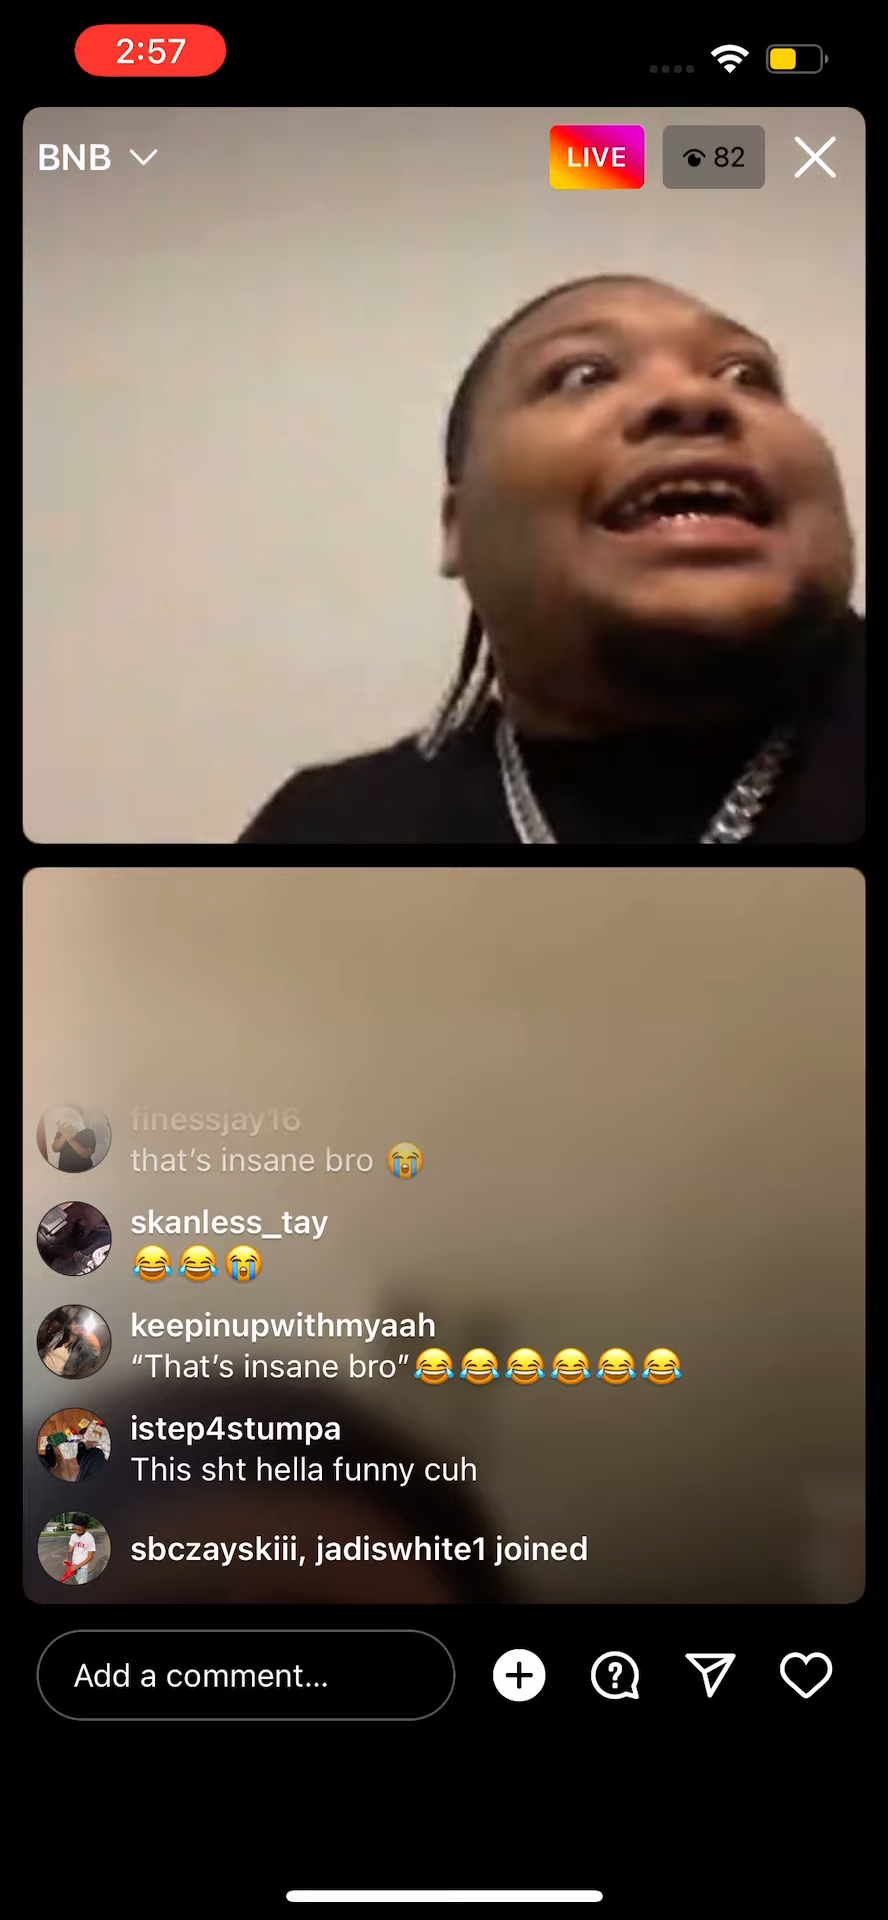 2:57
BNB
LIVE
82
finessjay16
that's insane bro 😭
skanless_tay
😂😂😭
keepinupwithmyaah
“That's insane bro”😂😂😂😂😂😂
istep4stumpa
This sht hella funny cuh
sbczayskiii, jadiswhite1 joined
Add a comment...